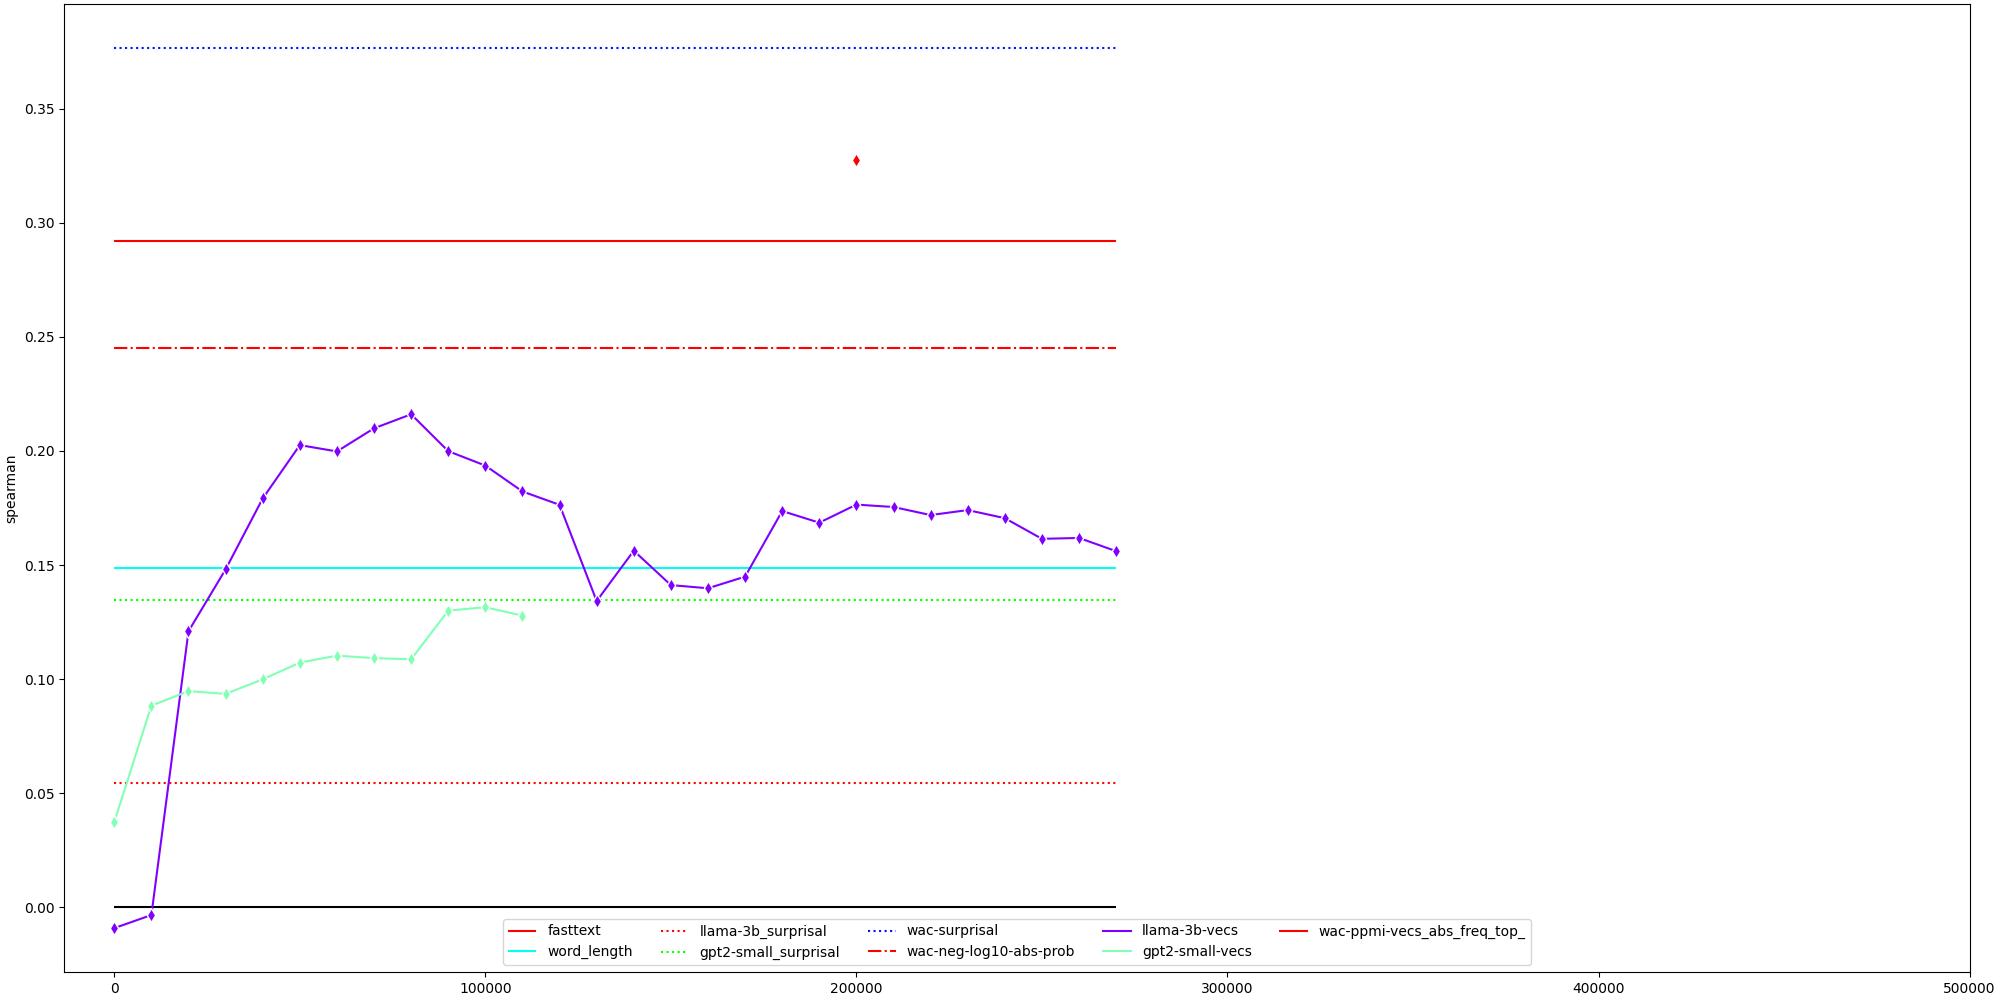 0.35
0.30
0.25
0.20
0.15
0.10
0.05
0.00
spearman
fasttext
word_length
llama-3b_surprisal
gpt2-small_surprisal
wac-surprisal
wac-neg-log10-abs-prob
llama-3b-vecs
gpt2-small-vecs
wac-ppmi-vecs_abs_freq_top_
0 100000 200000 300000 400000 500000